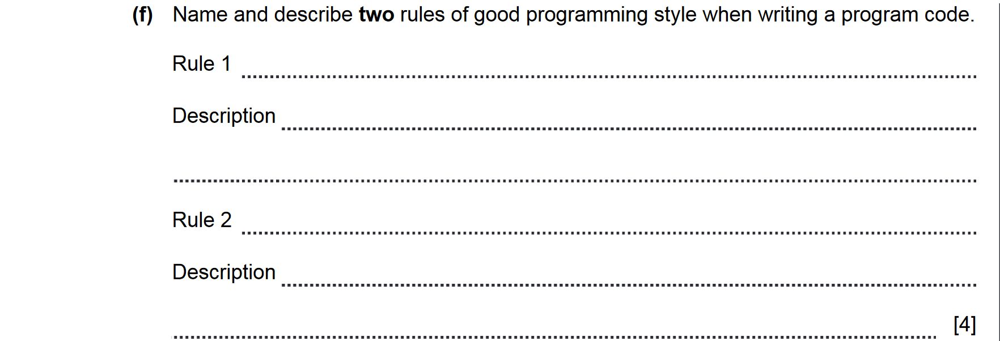 (f) Name and describe two rules of good programming style when writing a program code.
Rule 1
Description
Rule 2
Description
[4]